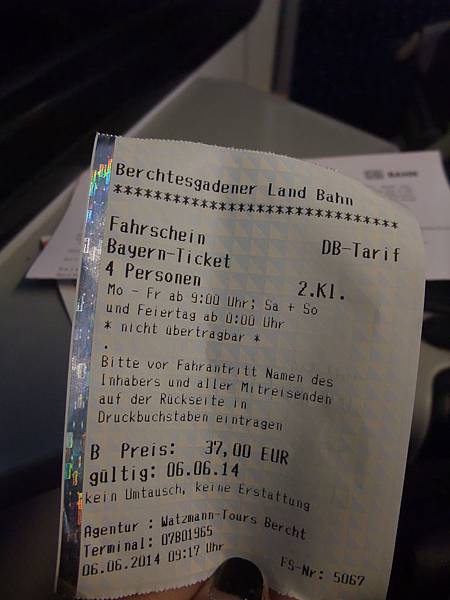 BAHN
Berchtesgadener Land Bahn
******************************
Fahrschein DB-Tarif
Bayern-Ticket
4 Personen 2.Kl.
Mo - Fr ab 9:00 Uhr; Sa + So
und Feiertag ab 0:00 Uhr
* nicht übertragbar *
.
Bitte vor Fahrantritt Namen des
Inhabers und aller Mitreisenden
auf der Rückseite in
Druckbuchstaben eintragen
B Preis: 37,00 EUR
gültig: 06.06.14
kein Umtausch, keine Erstattung
Agentur : Watzmann-Tours Bercht
Terminal: 07B01965
06.06.2014 09:17 Uhr FS-Nr: 5067